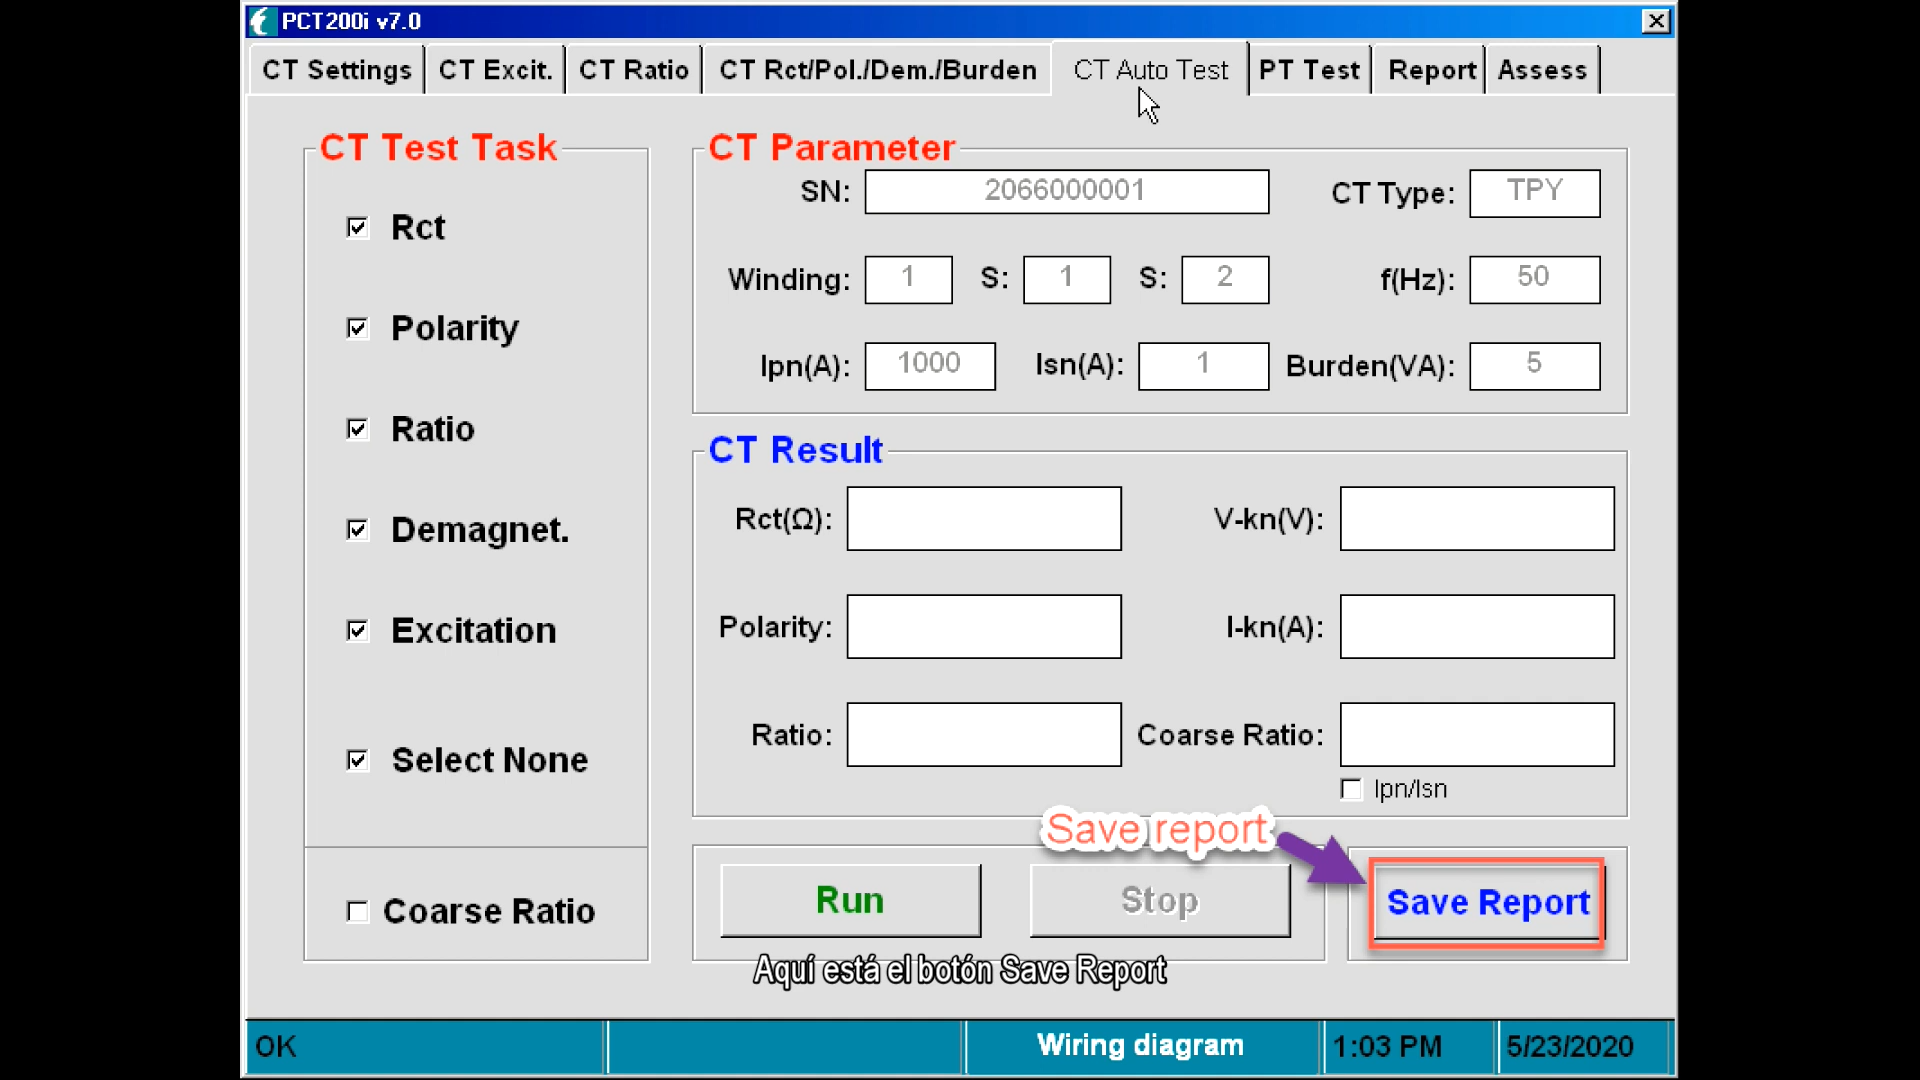 PCT200i v7.0
CT Settings CT Excit. CT Ratio CT Rct/Pol./Dem./Burden CT Auto Test PT Test Report Assess
CT Test Task
Rct
Polarity
Ratio
Demagnet.
Excitation
Select None
Coarse Ratio
CT Parameter
SN: 2066000001 CT Type: TPY
Winding: 1 S: 1 S: 2 f(Hz): 50
Ipn(A): 1000 Isn(A): 1 Burden(VA): 5
CT Result
Rct(Ω): V-kn(V):
Polarity: I-kn(A):
Ratio: Coarse Ratio:
Ipn/Isn
Save report
Run Stop Save Report
Aquí está el botón Save Report
OK Wiring diagram 1:03 PM 5/23/2020